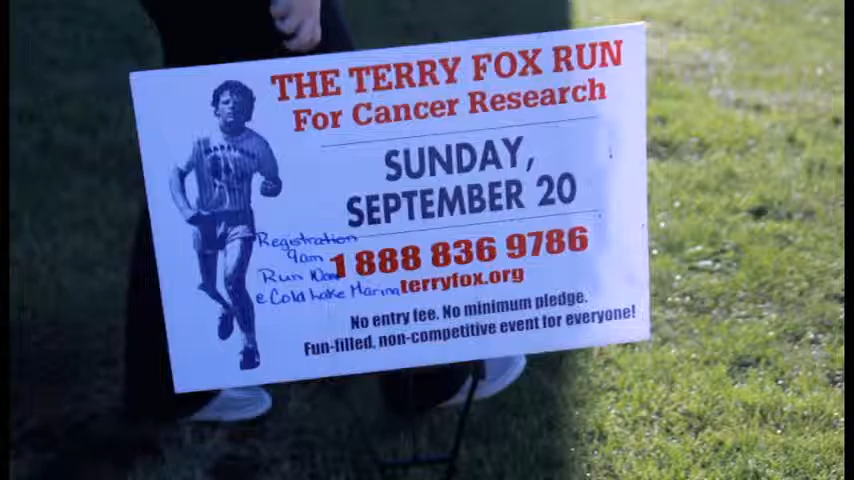 THE TERRY FOX RUN
For Cancer Research
SUNDAY,
SEPTEMBER 20
Registration
9am
Run 10am
@ Cold Lake Marina
1 888 836 9786
terryfox.org
No entry fee. No minimum pledge.
Fun-filled, non-competitive event for everyone!